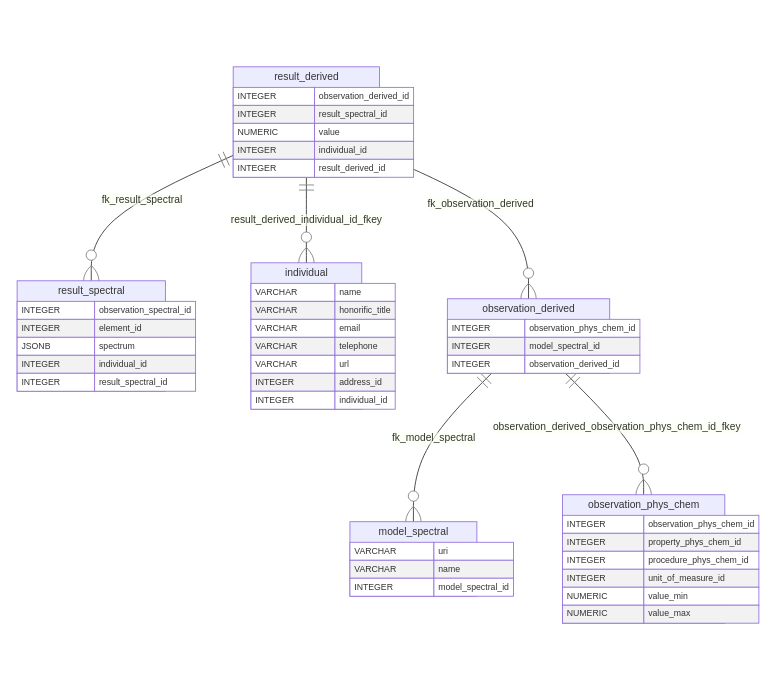 result_derived
INTEGER observation_derived_id
INTEGER result_spectral_id
NUMERIC value
INTEGER individual_id
INTEGER result_derived_id
fk_result_spectral
result_derived_individual_id_fkey
fk_observation_derived
result_spectral
INTEGER observation_spectral_id
INTEGER element_id
JSONB spectrum
INTEGER individual_id
INTEGER result_spectral_id
individual
VARCHAR name
VARCHAR honorific_title
VARCHAR email
VARCHAR telephone
VARCHAR url
INTEGER address_id
INTEGER individual_id
observation_derived
INTEGER observation_phys_chem_id
INTEGER model_spectral_id
INTEGER observation_derived_id
fk_model_spectral
observation_derived_observation_phys_chem_id_fkey
model_spectral
VARCHAR uri
VARCHAR name
INTEGER model_spectral_id
observation_phys_chem
INTEGER observation_phys_chem_id
INTEGER property_phys_chem_id
INTEGER procedure_phys_chem_id
INTEGER unit_of_measure_id
NUMERIC value_min
NUMERIC value_max